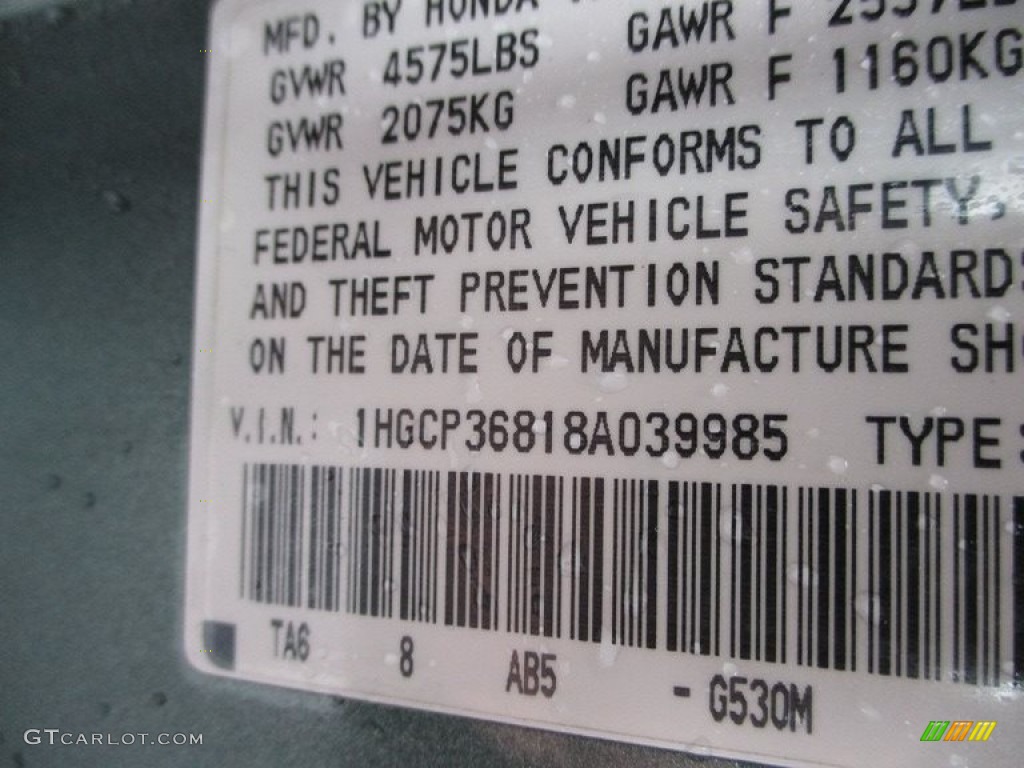 MFD. BY HONDA
GVWR 4575LBS GAWR F
GVWR 2075KG GAWR F 1160KG
THIS VEHICLE CONFORMS TO ALL
FEDERAL MOTOR VEHICLE SAFETY,
AND THEFT PREVENTION STANDARDS
ON THE DATE OF MANUFACTURE
V.I.N.: 1HGCP36818A039985 TYPE:
TA6 8 AB5 - G530M
GTCARLOT.COM